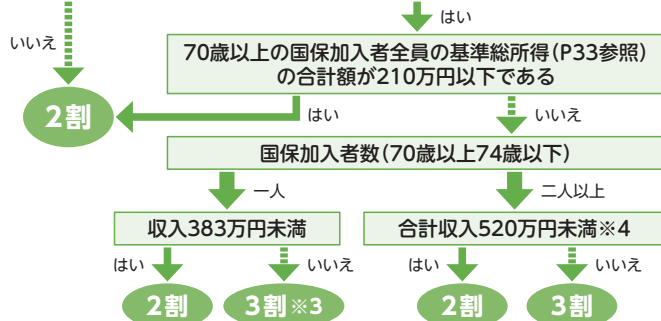 はい
いいえ
70歳以上の国保加入者全員の基準総所得(P33参照)
の合計額が210万円以下である
2割
はい
いいえ
国保加入者数(70歳以上74歳以下)
一人
二人以上
収入383万円未満
合計収入520万円未満※4
はい
いいえ
はい
いいえ
2割
3割※3
2割
3割